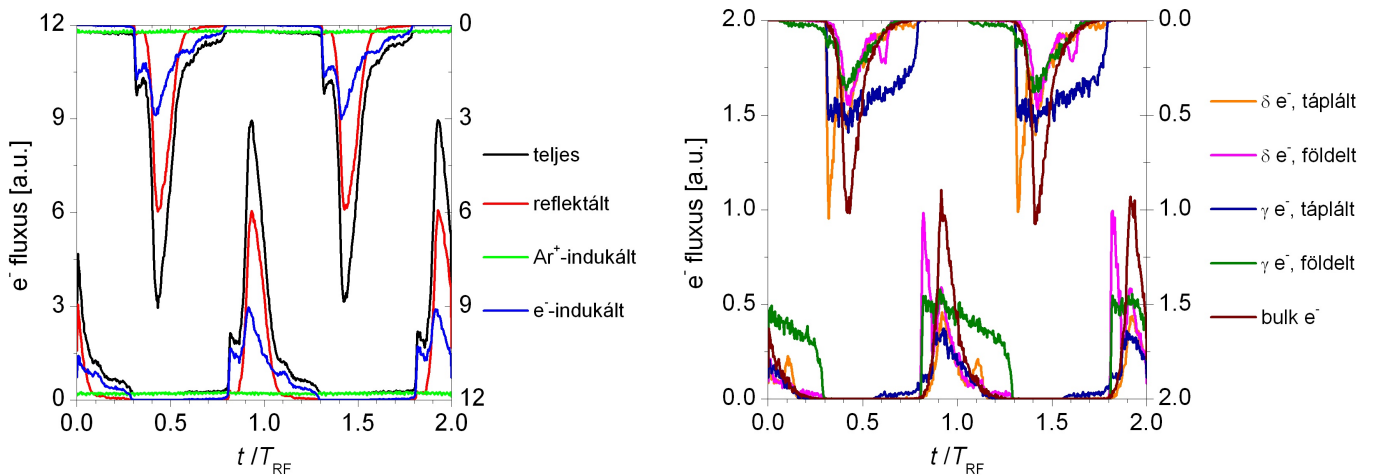 12
9
6
3
0
0
3
6
9
12
e⁻ fluxus [a.u.]
0.0
0.5
1.0
1.5
2.0
t /T_RF
teljes
reflektált
Ar⁺-indukált
e⁻-indukált
2.0
1.5
1.0
0.5
0.0
0.0
0.5
1.0
1.5
2.0
e⁻ fluxus [a.u.]
0.0
0.5
1.0
1.5
2.0
t /T_RF
δ e⁻, táplált
δ e⁻, földelt
γ e⁻, táplált
γ e⁻, földelt
bulk e⁻